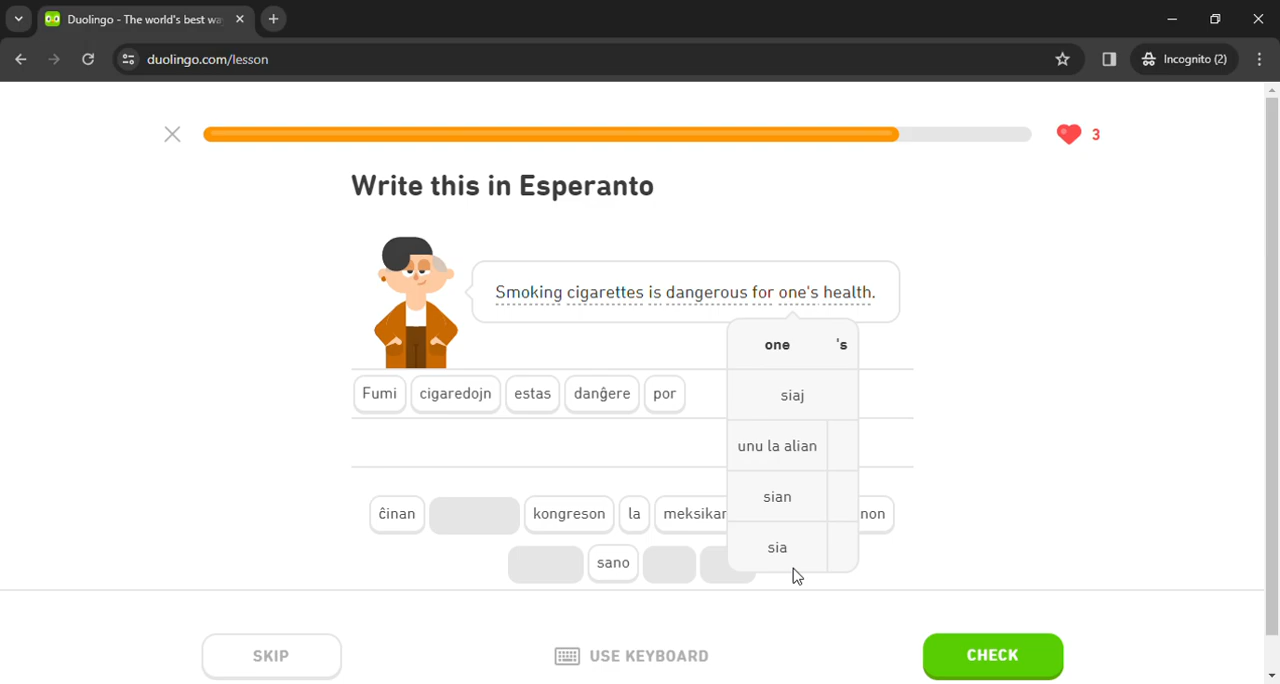 Duolingo - The world's best wa
duolingo.com/lesson
Incognito (2)
3
Write this in Esperanto
Smoking cigarettes is dangerous for one's health.
one 's
siaj
unu la alian
sian
sia
Fumi cigaredojn estas danĝere por
ĉinan kongreson la
sano
SKIP
USE KEYBOARD
CHECK